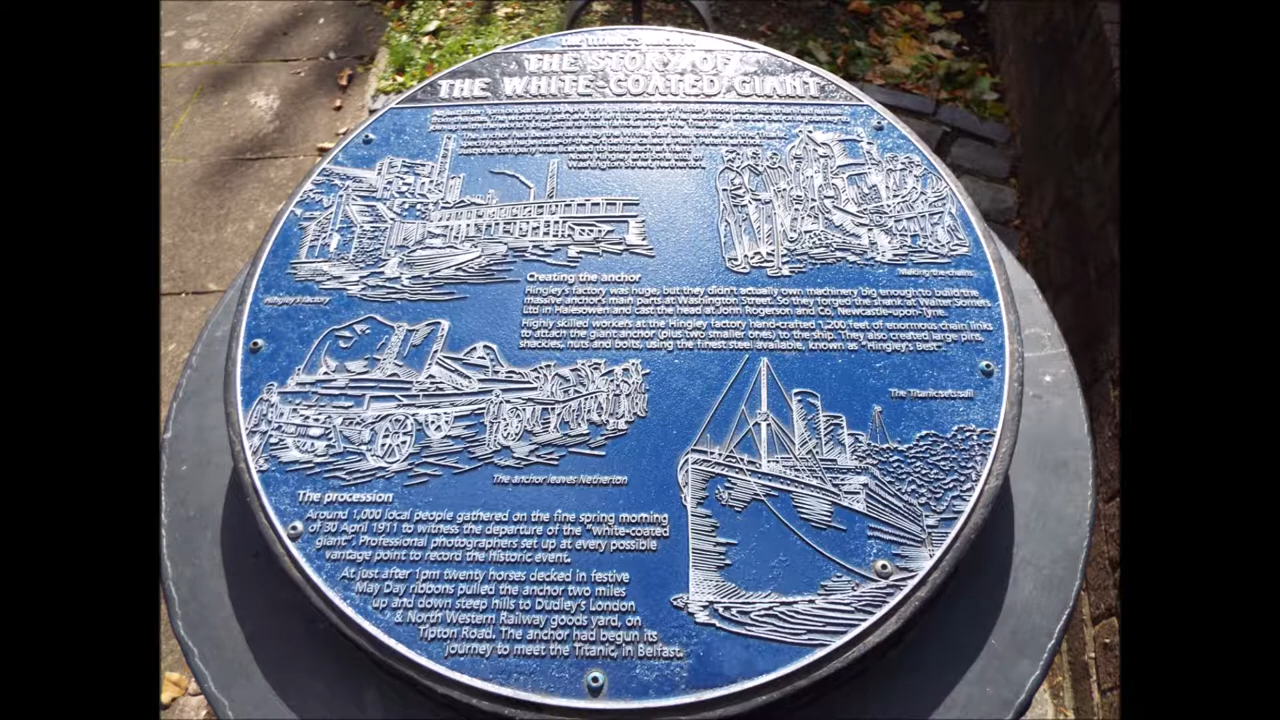 THE TITANIC'S ANCHOR
THE STORY OF
THE WHITE-COATED GIANT
Noah Hingley and Sons Ltd, of
Washington Street, Netherton.
Making the chains
Hingley's factory
Creating the anchor
Hingley's factory was huge, but they didn't actually own machinery big enough to build the
massive anchor's main parts at Washington Street. So they forged the shank at Walter Somers
Ltd in Halesowen and cast the head at John Rogerson and Co, Newcastle-upon-Tyne.
Highly skilled workers at the Hingley factory hand-crafted 1,200 feet of enormous chain links
to attach the giant anchor (plus two smaller ones) to the ship. They also created large pins,
shackles, nuts and bolts, using the finest steel available, known as "Hingley's Best".
The Titanic sets sail
The anchor leaves Netherton
The procession
Around 1,000 local people gathered on the fine spring morning
of 30 April 1911 to witness the departure of the "white-coated
giant". Professional photographers set up at every possible
vantage point to record the historic event.
At just after 1pm twenty horses decked in festive
May Day ribbons pulled the anchor two miles
up and down steep hills to Dudley's London
& North Western Railway goods yard, on
Tipton Road. The anchor had begun its
journey to meet the Titanic, in Belfast.